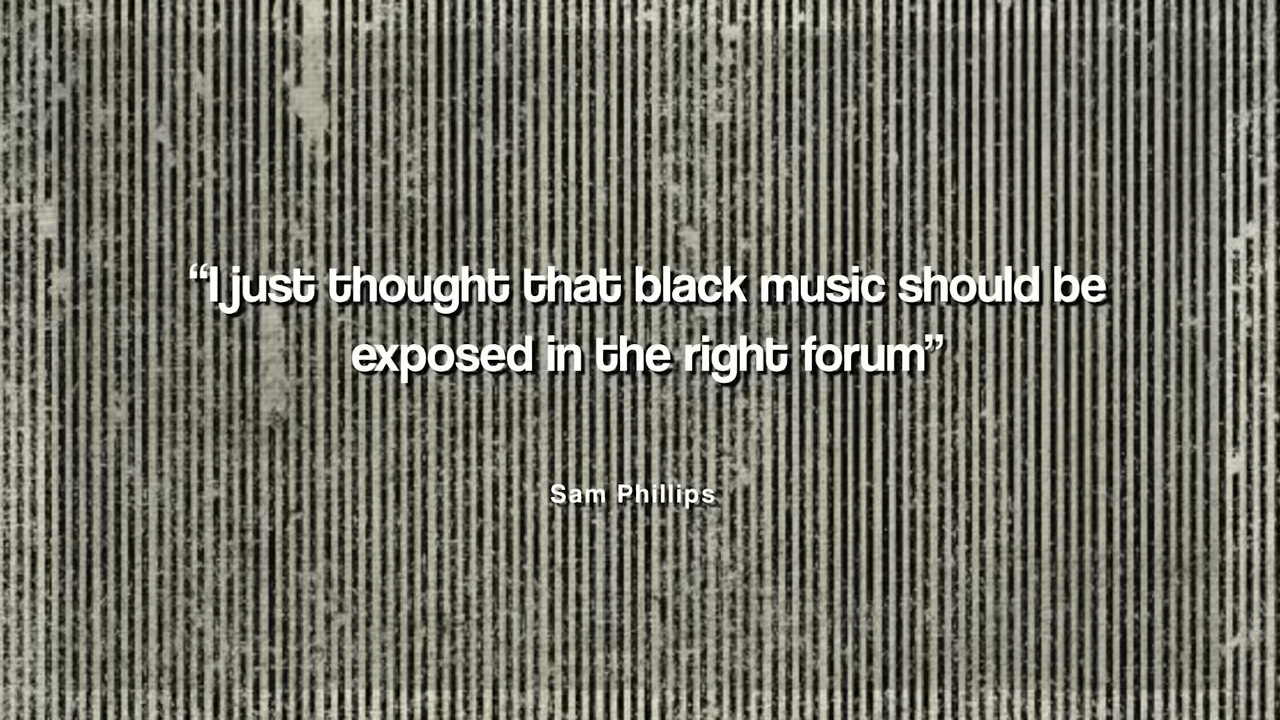 “I just thought that black music should be
exposed in the right forum”
Sam Phillips